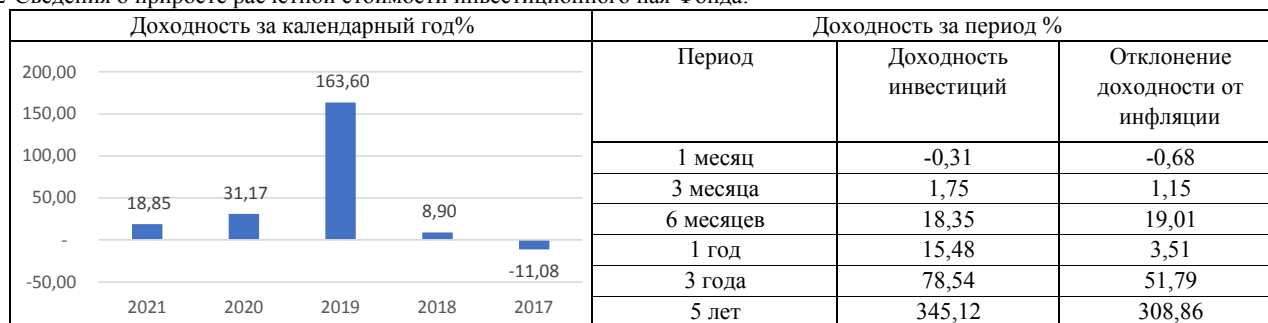 Сведения о приросте расчетной стоимости инвестиционного пая Фонда:
Доходность за календарный год%
200,00
150,00
100,00
50,00
-
-50,00
18,85
31,17
163,60
8,90
-11,08
2021 2020 2019 2018 2017
Доходность за период %
Период Доходность инвестиций Отклонение доходности от инфляции
1 месяц -0,31 -0,68
3 месяца 1,75 1,15
6 месяцев 18,35 19,01
1 год 15,48 3,51
3 года 78,54 51,79
5 лет 345,12 308,86